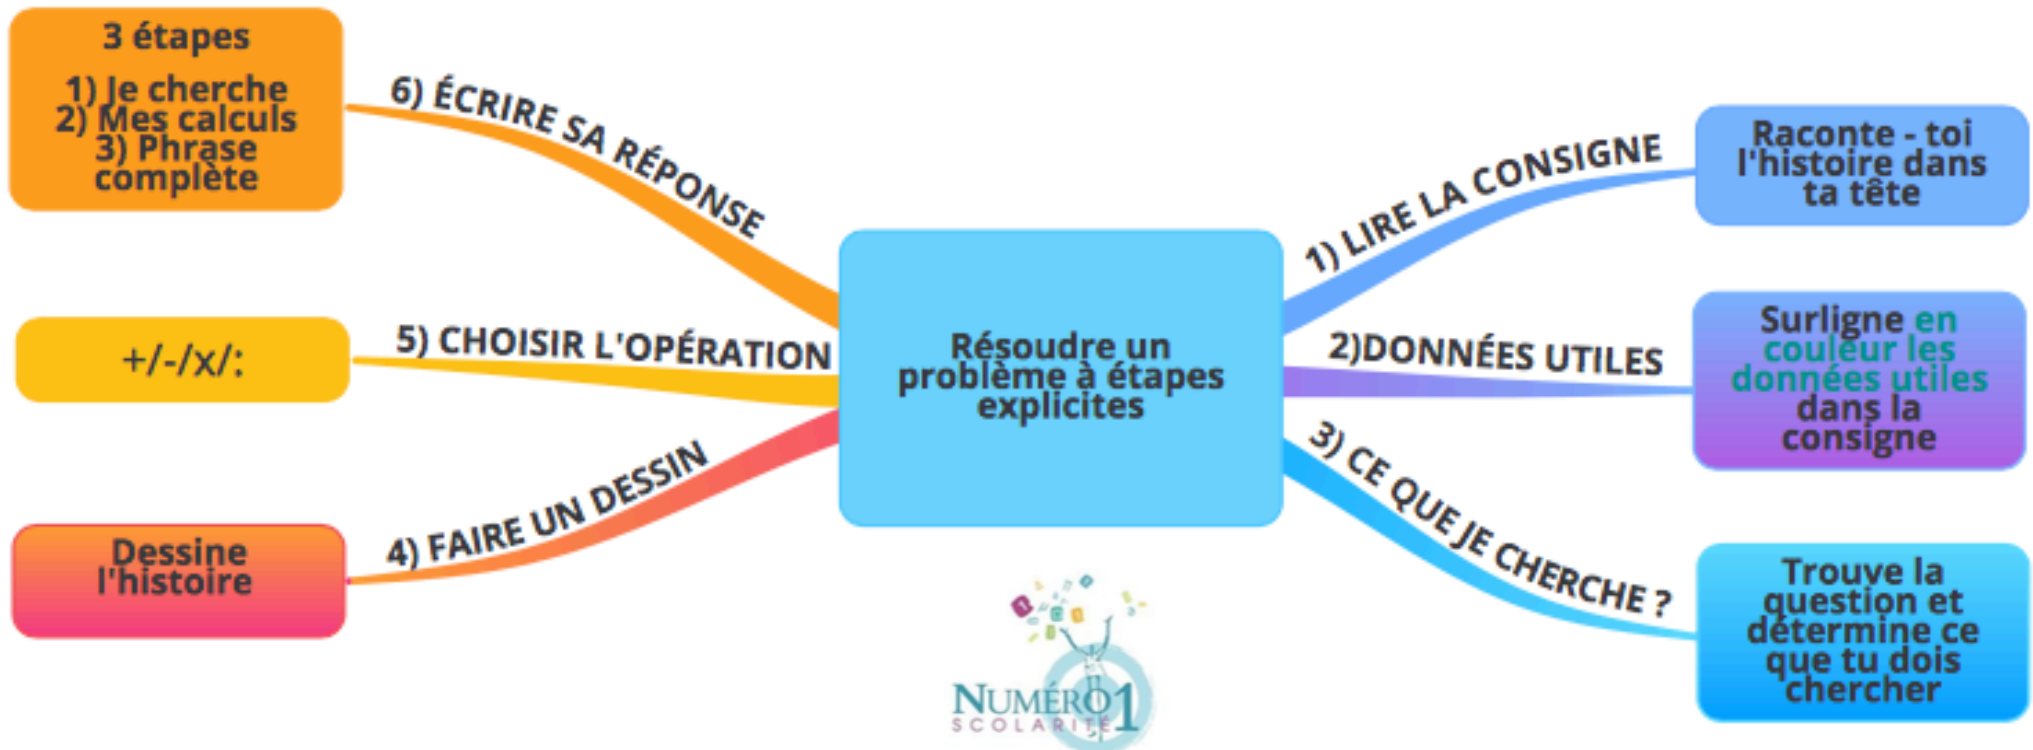 Résoudre un
problème à étapes
explicites
1) LIRE LA CONSIGNE
Raconte - toi
l'histoire dans
ta tête
2)DONNÉES UTILES
Surligne en
couleur les
données utiles
dans la
consigne
3) CE QUE JE CHERCHE ?
Trouve la
question et
détermine ce
que tu dois
chercher
4) FAIRE UN DESSIN
Dessine
l'histoire
5) CHOISIR L'OPÉRATION
+/-/x/:
6) ÉCRIRE SA RÉPONSE
3 étapes
1) Je cherche
2) Mes calculs
3) Phrase
complète
NUMÉRO1
SCOLARITÉ